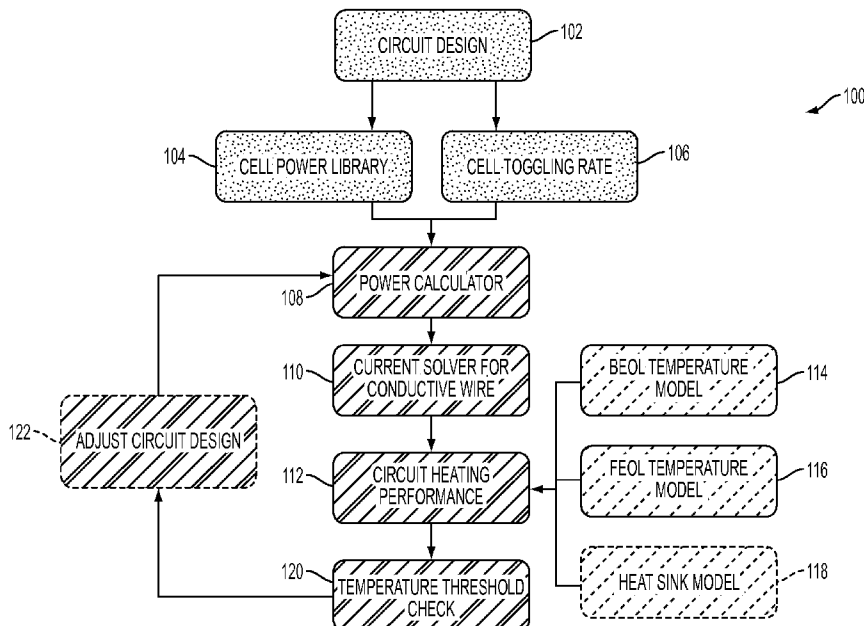 CIRCUIT DESIGN
102
100
104
CELL POWER LIBRARY
CELL TOGGLING RATE
106
POWER CALCULATOR
108
110
CURRENT SOLVER FOR
CONDUCTIVE WIRE
BEOL TEMPERATURE
MODEL
114
122
ADJUST CIRCUIT DESIGN
112
CIRCUIT HEATING
PERFORMANCE
FEOL TEMPERATURE
MODEL
116
120
TEMPERATURE THRESHOLD
CHECK
HEAT SINK MODEL
118